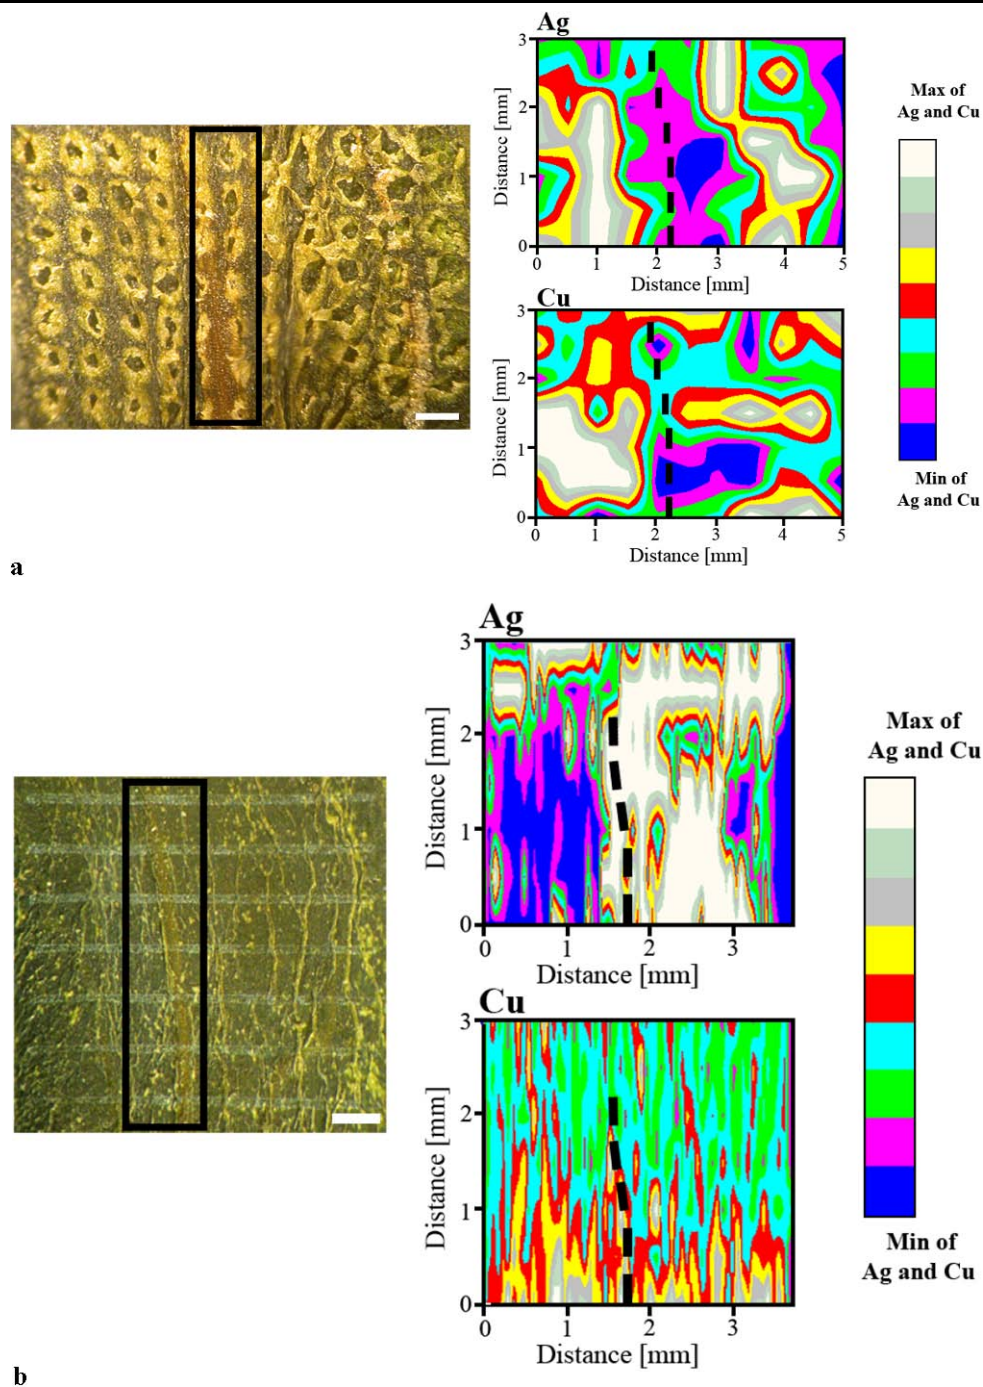 Ag
3
2
1
0
Distance [mm]
0 1 2 3 4 5
Distance [mm]
Max of
Ag and Cu
Min of
Ag and Cu
Cu
3
2
1
0
Distance [mm]
0 1 2 3 4 5
Distance [mm]
a
Ag
3
2
1
0
Distance [mm]
0 1 2 3
Distance [mm]
Max of
Ag and Cu
Min of
Ag and Cu
Cu
3
2
1
0
Distance [mm]
0 1 2 3
Distance [mm]
b